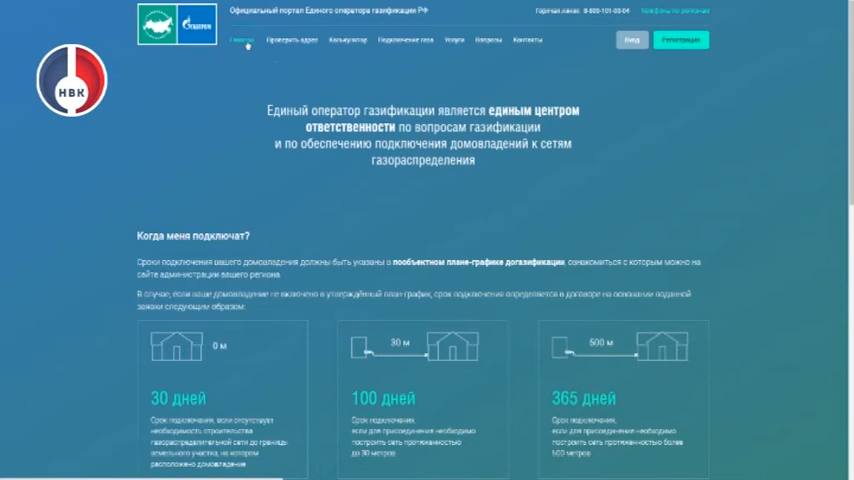 Официальный портал Единого оператора газификации РФ
Горячая линия: 8-800-101-00-04
Телефоны по регионам
ГАЗПРОМ
Главная Проверить адрес Калькулятор Подключение газа Услуги Вопросы Контакты
Вход
Регистрация
НВК
Единый оператор газификации является единым центром
ответственности по вопросам газификации
и по обеспечению подключения домовладений к сетям
газораспределения
Когда меня подключат?
Сроки подключения вашего домовладения должны быть указаны в пообъектном плане-графике догазификации, ознакомиться с которым можно на
сайте администрации вашего региона.
В случае, если ваше домовладение не включено в утверждённый план-график, срок подключения определяется в договоре на основании поданной
заявки следующим образом:
0 м
30 дней
Срок подключения, если отсутствует
необходимость строительства
газораспределительной сети до границы
земельного участка, на котором
расположено домовладение
30 м
100 дней
Срок подключения,
если для присоединения необходимо
построить сеть протяженностью
до 30 метров
500 м
365 дней
Срок подключения,
если для присоединения необходимо
построить сеть протяженностью более
500 метров